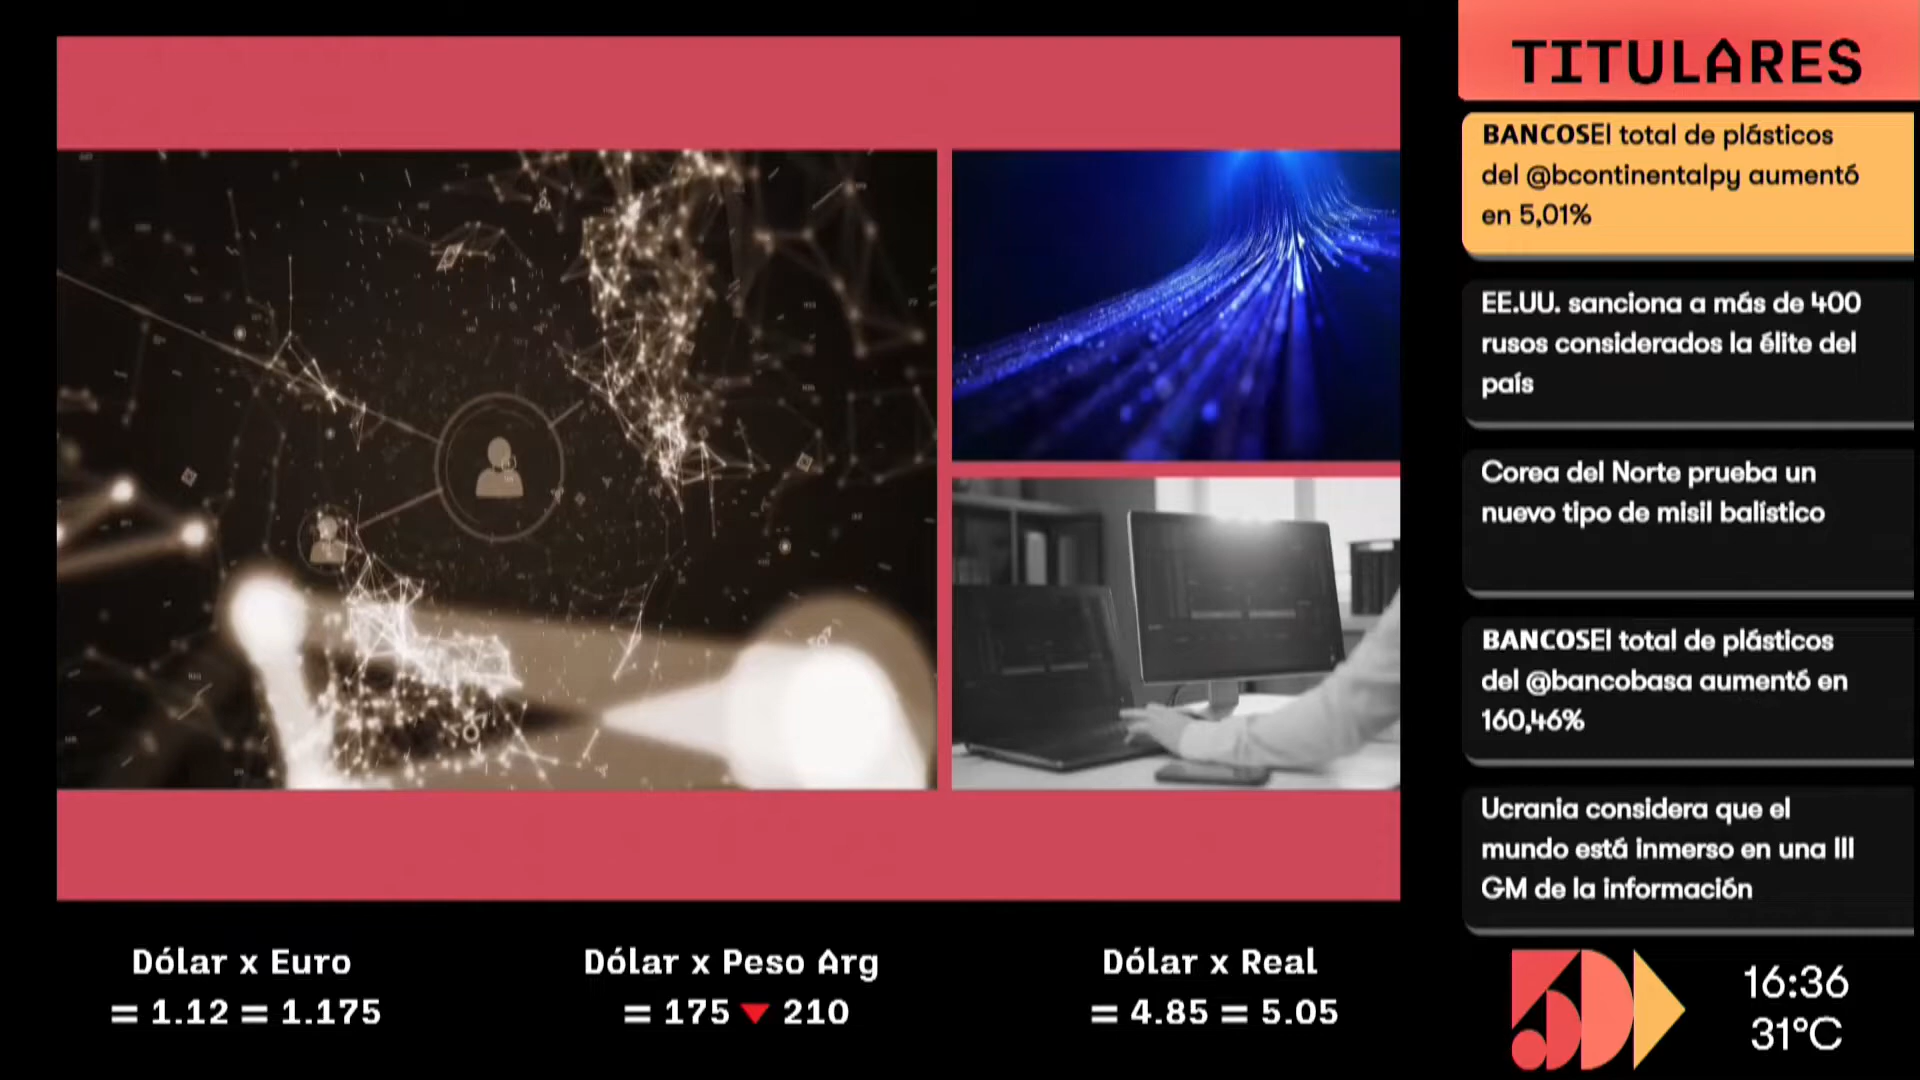 TITULARES
BANCOSEl total de plásticos
del @bcontinentalpy aumentó
en 5,01%
EE.UU. sanciona a más de 400
rusos considerados la élite del
país
Corea del Norte prueba un
nuevo tipo de misil balístico
BANCOSEl total de plásticos
del @bancobasa aumentó en
160,46%
Ucrania considera que el
mundo está inmerso en una III
GM de la información
Dólar x Euro
= 1.12 = 1.175
Dólar x Peso Arg
= 175 ▼ 210
Dólar x Real
= 4.85 = 5.05
5D
16:36
31°C